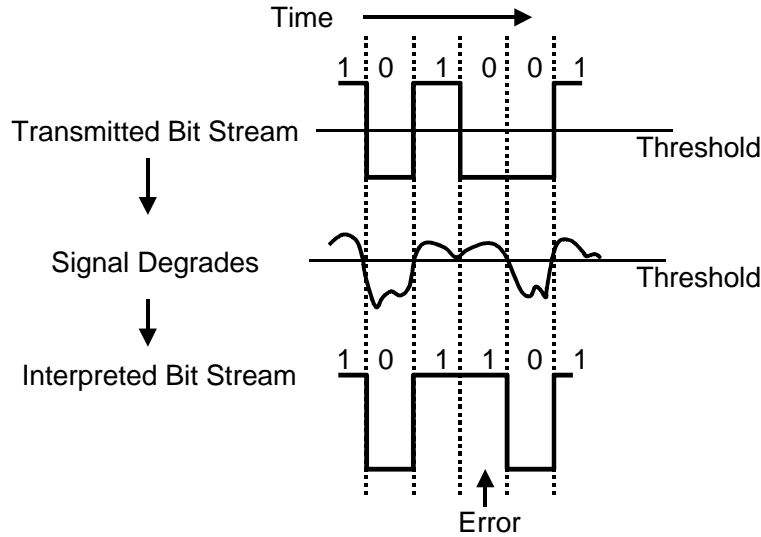 Time
1 0 1 0 0 1
Transmitted Bit Stream
Threshold
Signal Degrades
Threshold
1 0 1 1 0 1
Interpreted Bit Stream
Error